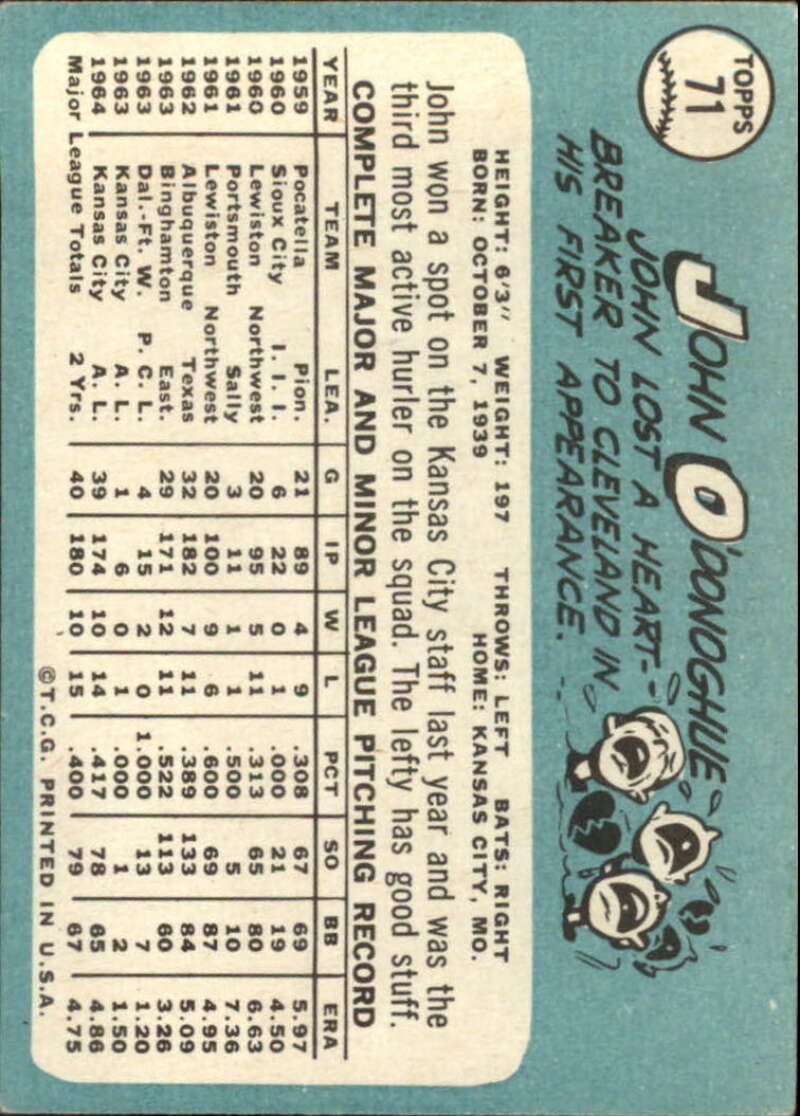 TOPPS
71
JOHN O'DONOGHUE
JOHN LOST A HEART-
BREAKER TO CLEVELAND IN
HIS FIRST APPEARANCE.
HEIGHT: 6'3" WEIGHT: 197 THROWS: LEFT BATS: RIGHT
BORN: OCTOBER 7, 1939 HOME: KANSAS CITY, MO.
John won a spot on the Kansas City staff last year and was the
third most active hurler on the squad. The lefty has good stuff.
COMPLETE MAJOR AND MINOR LEAGUE PITCHING RECORD
YEAR TEAM LEA. G IP W L PCT SO BB ERA
1959 Pocatella Pion. 21 89 4 9 .308 67 69 5.97
1960 Sioux City I. I. I. 6 22 0 1 .000 21 19 4.50
1960 Lewiston Northwest 20 95 5 11 .313 65 80 6.63
1961 Portsmouth Sally 3 11 1 1 .500 5 10 7.36
1961 Lewiston Northwest 20 100 9 6 .600 69 87 4.95
1962 Albuquerque Texas 32 182 7 11 .389 133 84 5.09
1963 Binghamton East. 29 171 12 11 .522 113 60 3.26
1963 Dal.-Ft. W. P. C. L. 4 15 2 0 1.000 13 7 1.20
1963 Kansas City A. L. 1 6 0 1 .000 1 2 1.50
1964 Kansas City A. L. 39 174 10 14 .417 78 65 4.86
Major League Totals 2 Yrs. 40 180 10 15 .400 79 67 4.75
©T.C.G. PRINTED IN U.S.A.